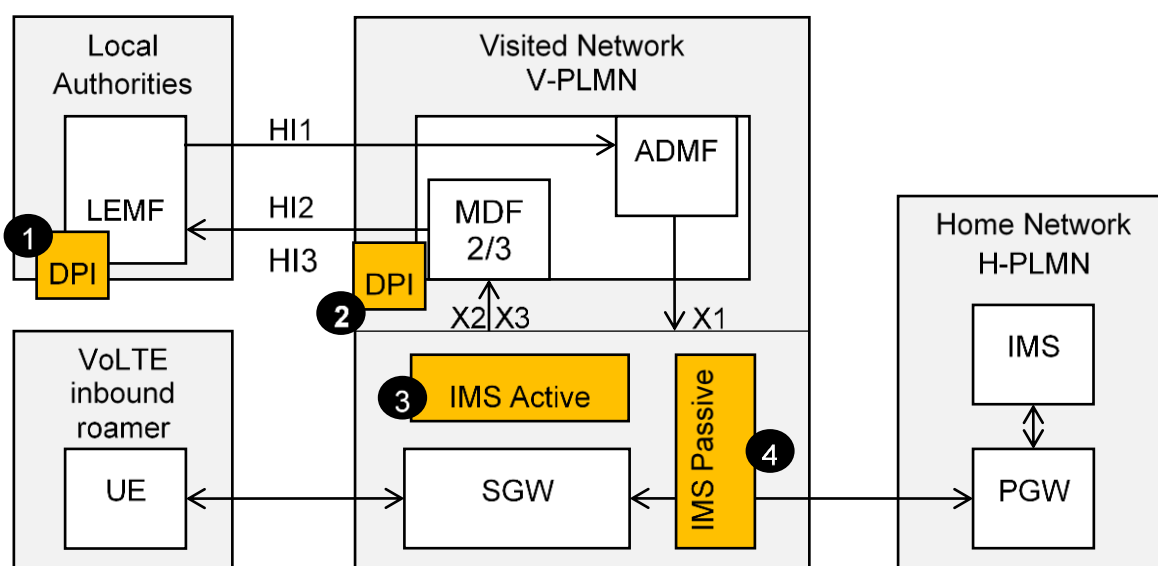 Local
Authorities
LEMF
1
DPI
HI1
HI2
HI3
Visited Network
V-PLMN
ADMF
MDF
2/3
DPI
2
X2 X3
X1
VoLTE
inbound
roamer
UE
3
IMS Active
IMS Passive
4
SGW
Home Network
H-PLMN
IMS
PGW